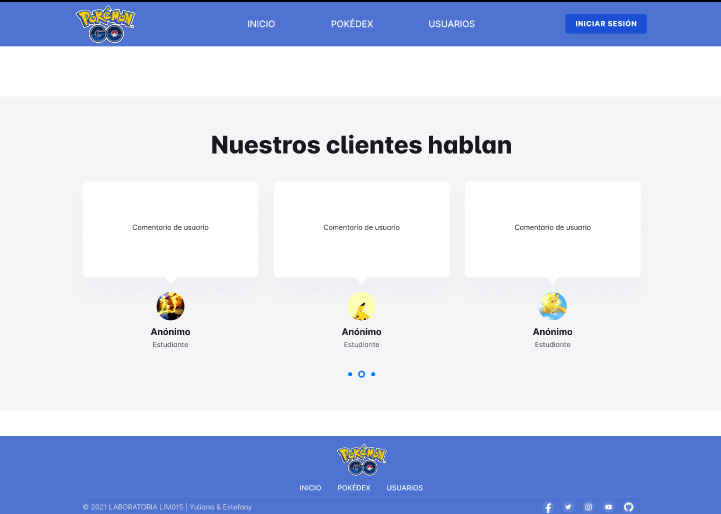 POKÉMON
GO
INICIO POKÉDEX USUARIOS
INICIAR SESIÓN
Nuestros clientes hablan
Comentario de usuario Comentario de usuario Comentario de usuario
Anónimo Anónimo Anónimo
Estudiante Estudiante Estudiante
POKÉMON
GO
INICIO POKÉDEX USUARIOS
© 2021 LABORATORIA LIM015 | Yuliana & Estefany